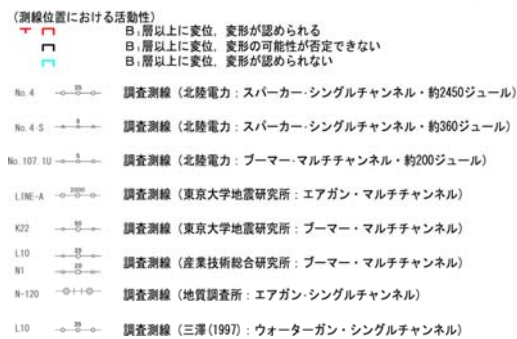 (測線位置における活動性)
B₁層以上に変位，変形が認められる
B₁層以上に変位，変形の可能性が否定できない
B₁層以上に変位，変形が認められない
No.4 35 調査測線（北陸電力：スパーカー・シングルチャンネル・約2450ジュール）
No.4-S 調査測線（北陸電力：スパーカー・シングルチャンネル・約360ジュール）
No.107.1U 調査測線（北陸電力：ブーマー・マルチチャンネル・約200ジュール）
LINE-A 2000 調査測線（東京大学地震研究所：エアガン・マルチチャンネル）
K22 50 調査測線（東京大学地震研究所：ブーマー・マルチチャンネル）
L10 25
N1 調査測線（産業技術総合研究所：ブーマー・マルチチャンネル）
N-120 調査測線（地質調査所：エアガン・シングルチャンネル）
L10 35 調査測線（三澤(1997)：ウォーターガン・シングルチャンネル）